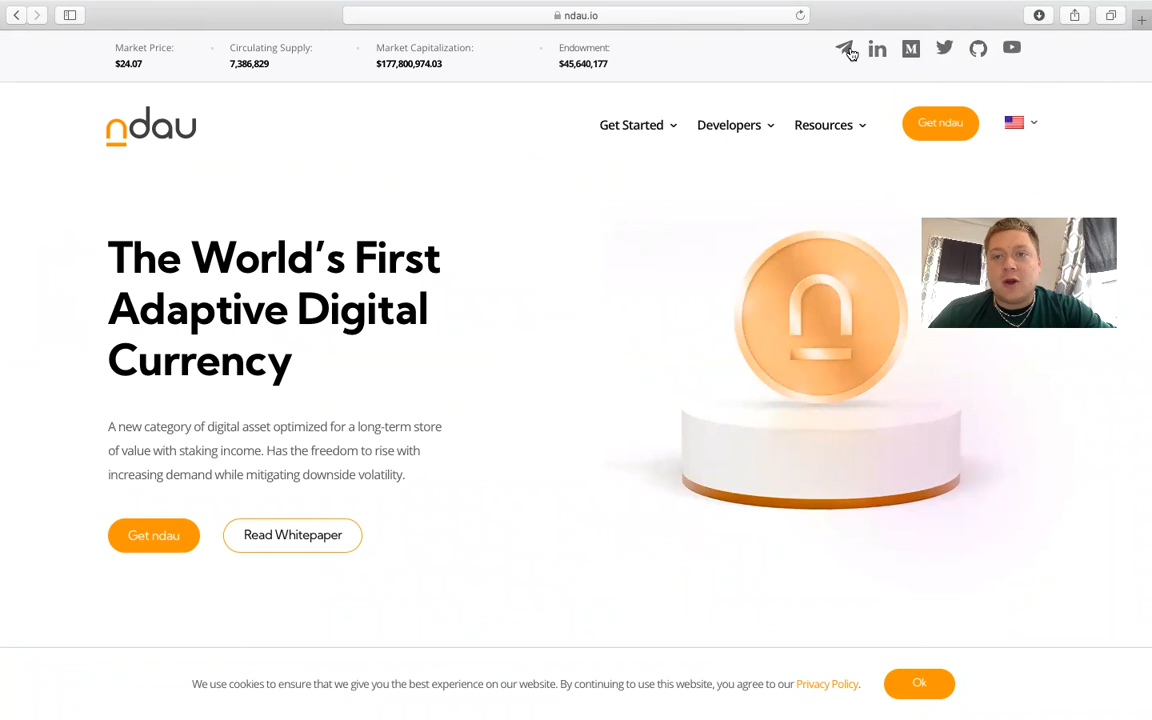 ndau.io
Market Price:
$24.07
Circulating Supply:
7,386,829
Market Capitalization:
$177,800,974.03
Endowment:
$45,640,177
ndau
Get Started
Developers
Resources
Get ndau
The World's First
Adaptive Digital
Currency
A new category of digital asset optimized for a long-term store
of value with staking income. Has the freedom to rise with
increasing demand while mitigating downside volatility.
Get ndau
Read Whitepaper
We use cookies to ensure that we give you the best experience on our website. By continuing to use this website, you agree to our Privacy Policy.
Ok